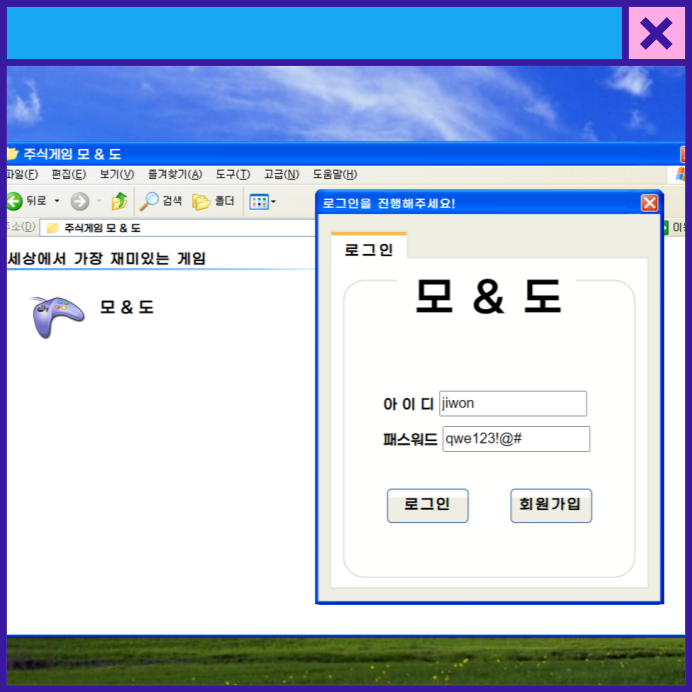 주식게임 모 & 도
파일(F) 편집(E) 보기(V) 즐겨찾기(A) 도구(T) 고급(N) 도움말(H)
뒤로 검색 폴더
주소(D) 주식게임 모 & 도
세상에서 가장 재미있는 게임
모 & 도
로그인을 진행해주세요!
로그인
모 & 도
아 이 디 jiwon
패스워드 qwe123!@#
로그인 회원가입